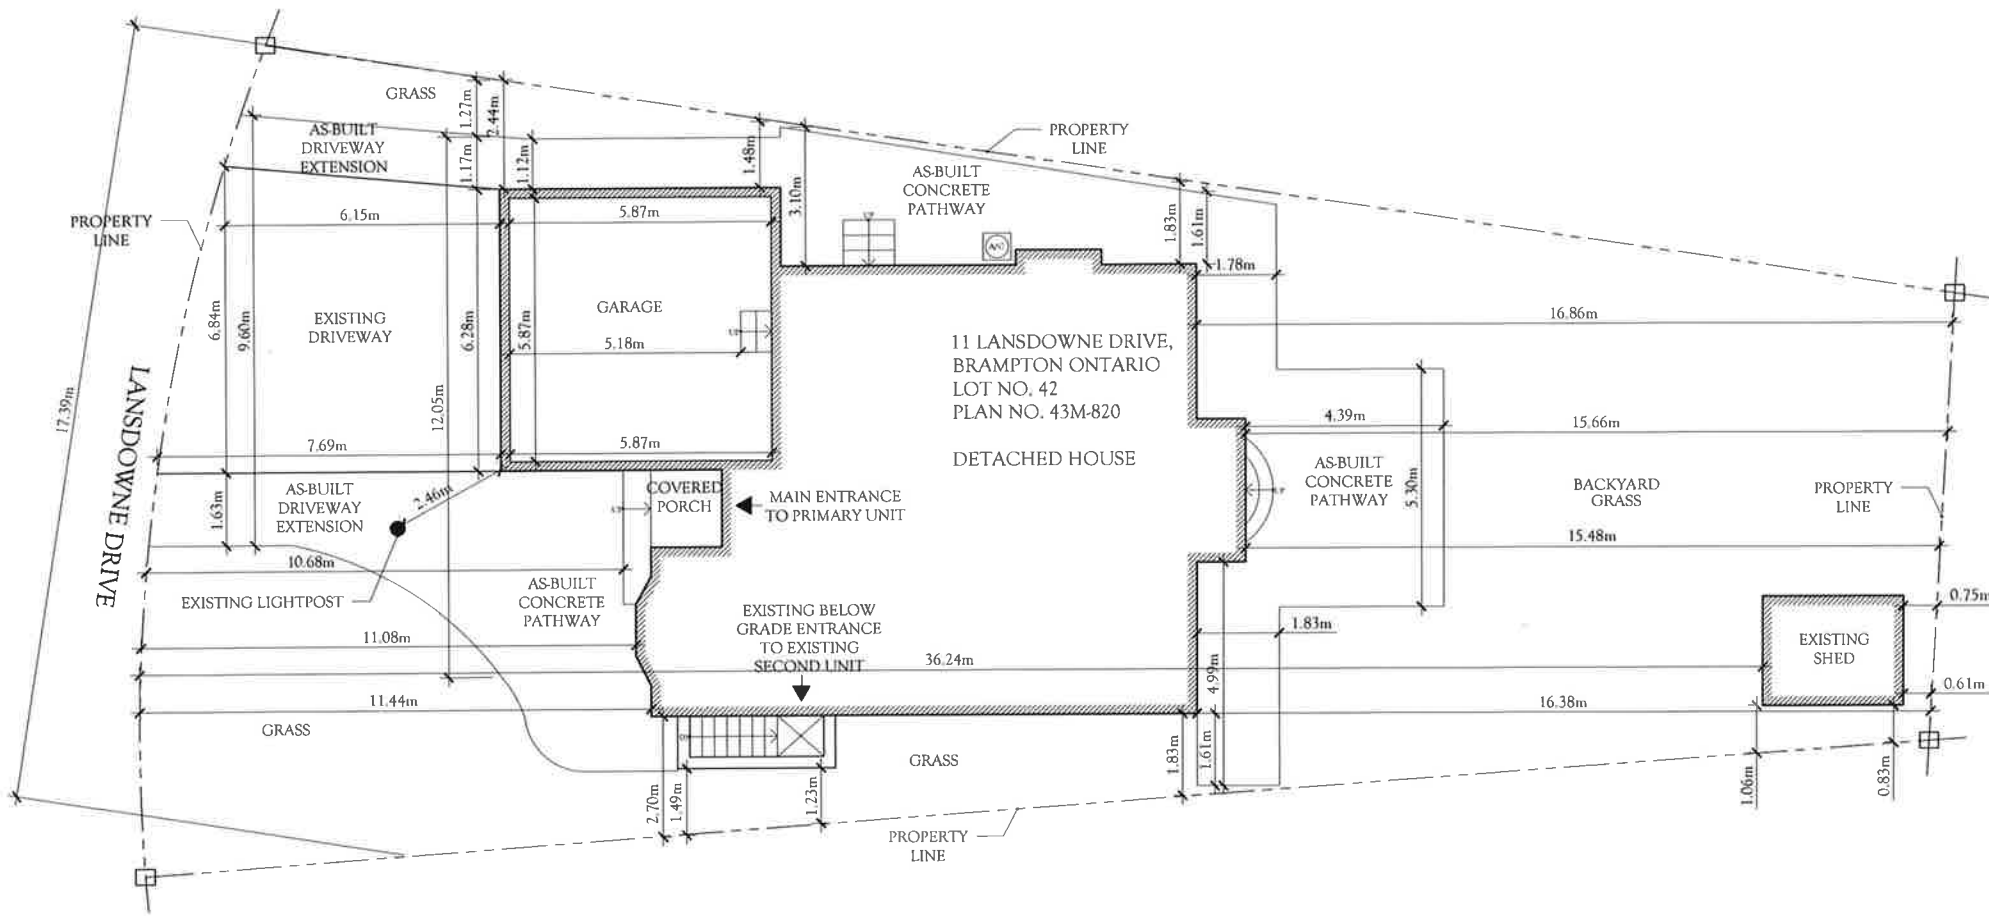 GRASS
1.27m
2.44m
AS-BUILT
DRIVEWAY
EXTENSION
1.17m
1.12m
1.48m
3.10m
PROPERTY
LINE
AS-BUILT
CONCRETE
PATHWAY
UP
A/C
1.83m
1.61m
1.78m
PROPERTY
LINE
6.15m
5.87m
6.84m
9.60m
EXISTING
DRIVEWAY
6.28m
5.87m
GARAGE
5.18m
16.86m
11 LANSDOWNE DRIVE,
BRAMPTON ONTARIO
LOT NO. 42
PLAN NO. 43M-820
DETACHED HOUSE
17.39m
LANSDOWNE DRIVE
12.05m
7.69m
5.87m
4.39m
15.66m
1.63m
AS-BUILT
DRIVEWAY
EXTENSION
2.46m
COVERED
PORCH
MAIN ENTRANCE
TO PRIMARY UNIT
AS-BUILT
CONCRETE
PATHWAY
5.30m
BACKYARD
GRASS
PROPERTY
LINE
15.48m
10.68m
EXISTING LIGHTPOST
AS-BUILT
CONCRETE
PATHWAY
EXISTING BELOW
GRADE ENTRANCE
TO EXISTING
SECOND UNIT
11.08m
36.24m
1.83m
4.99m
EXISTING
SHED
0.75m
0.61m
11.44m
16.38m
GRASS
GRASS
2.70m
1.49m
1.23m
1.83m
1.61m
1.06m
0.83m
PROPERTY
LINE